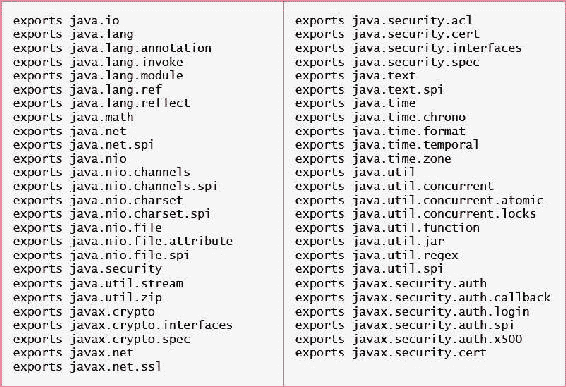 exports java.io
exports java.lang
exports java.lang.annotation
exports java.lang.invoke
exports java.lang.module
exports java.lang.ref
exports java.lang.reflect
exports java.math
exports java.net
exports java.net.spi
exports java.nio
exports java.nio.channels
exports java.nio.channels.spi
exports java.nio.charset
exports java.nio.charset.spi
exports java.nio.file
exports java.nio.file.attribute
exports java.nio.file.spi
exports java.security
exports java.util.stream
exports java.util.zip
exports javax.crypto
exports javax.crypto.interfaces
exports javax.crypto.spec
exports javax.net
exports javax.net.ssl
exports java.security.acl
exports java.security.cert
exports java.security.interfaces
exports java.security.spec
exports java.text
exports java.text.spi
exports java.time
exports java.time.chrono
exports java.time.format
exports java.time.temporal
exports java.time.zone
exports java.util
exports java.util.concurrent
exports java.util.concurrent.atomic
exports java.util.concurrent.locks
exports java.util.function
exports java.util.jar
exports java.util.regex
exports java.util.spi
exports javax.security.auth
exports javax.security.auth.callback
exports javax.security.auth.login
exports javax.security.auth.spi
exports javax.security.auth.x500
exports javax.security.cert